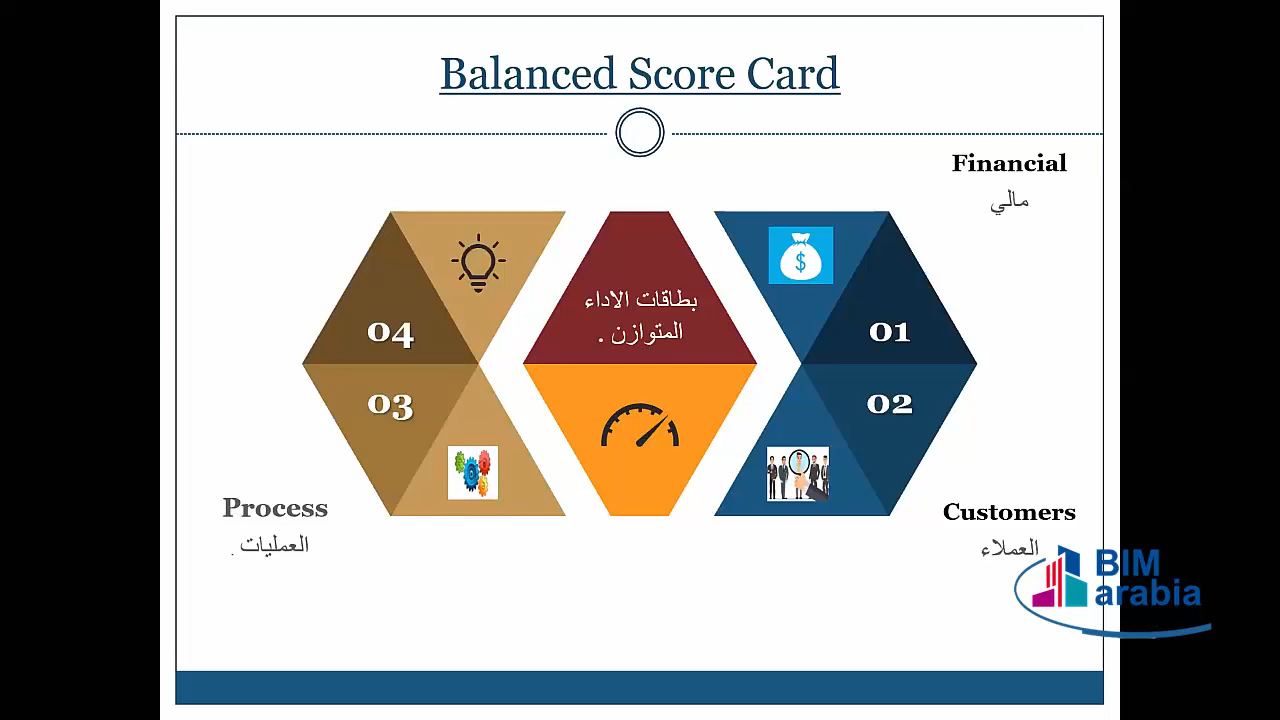 Balanced Score Card
Financial
مالي
بطاقات الاداء
المتوازن .
04
01
03
02
$
Process
العمليات .
Customers
العملاء
BIM
arabia